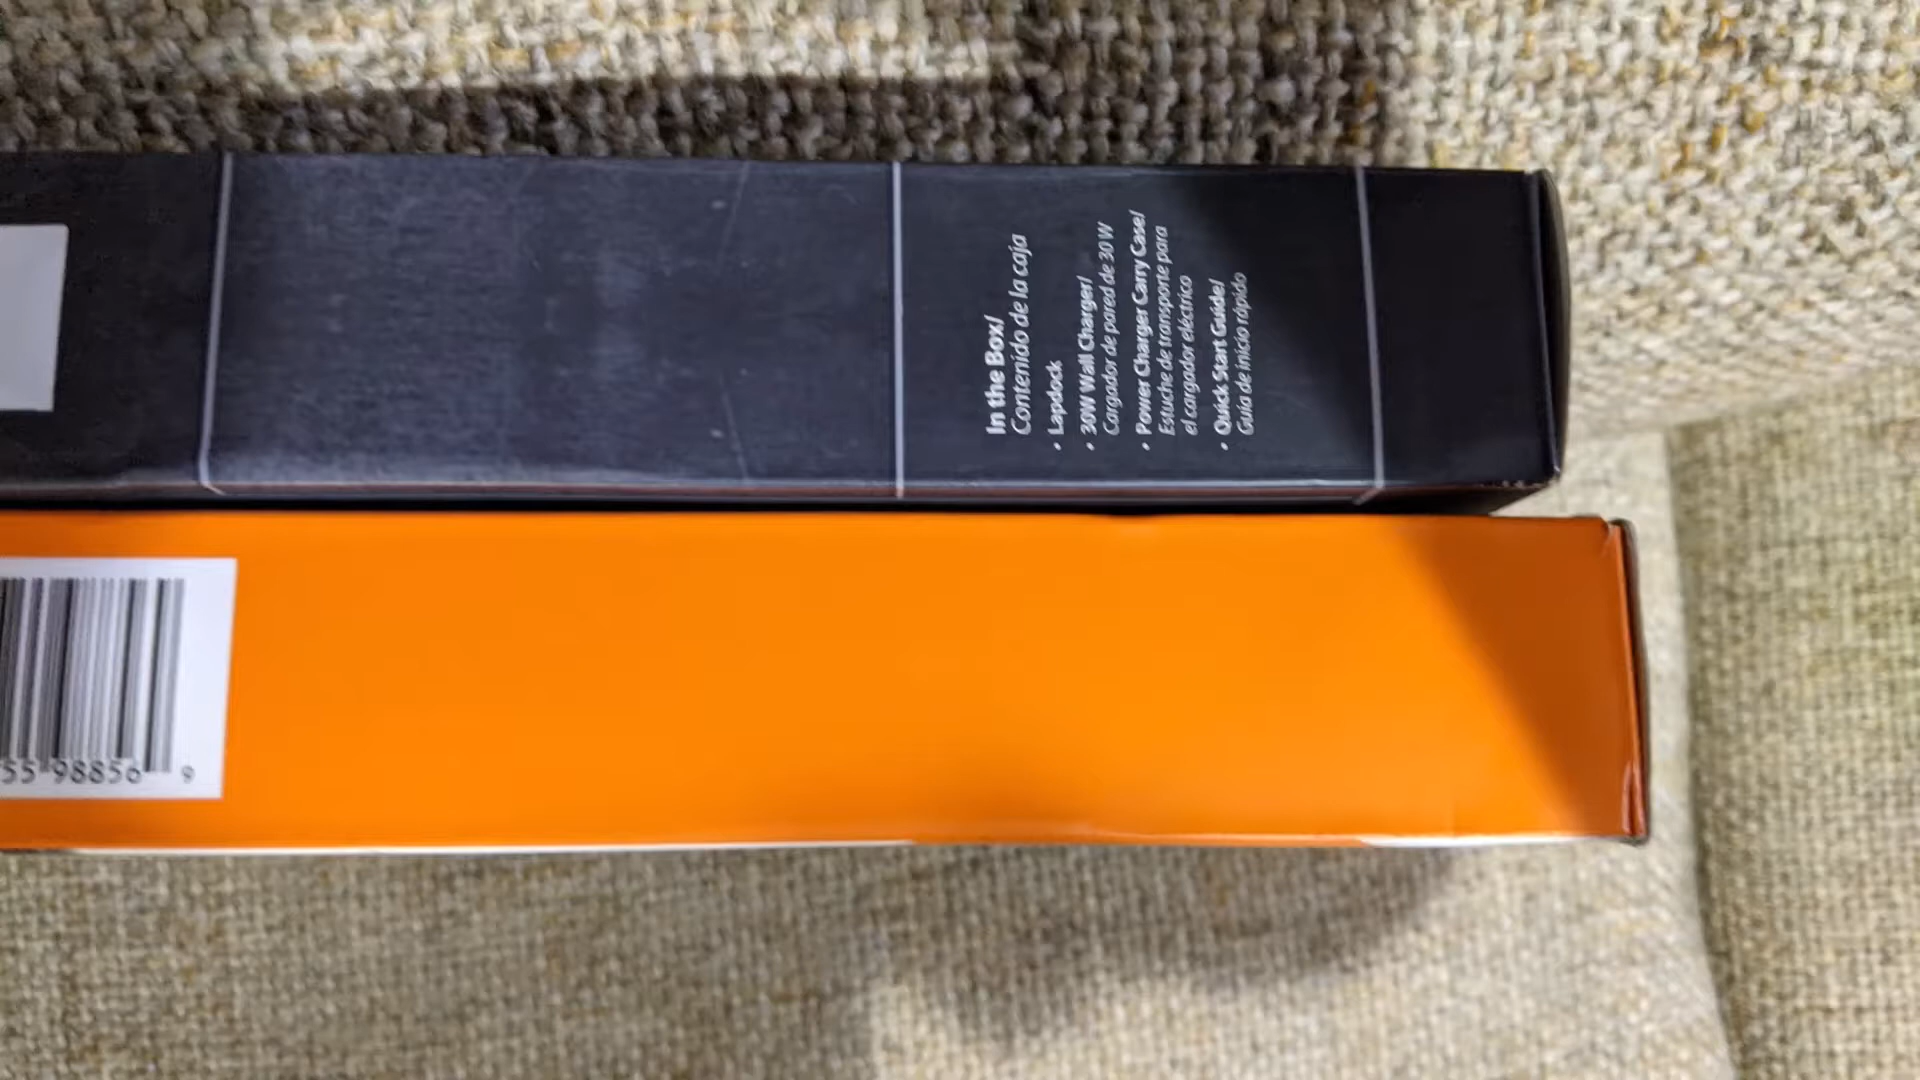 In the Box/
Contenido de la caja
• Lapdock
• 30W Wall Charger/
Cargador de pared de 30 W
• Power Charger Carry Case/
Estuche de transporte para
el cargador eléctrico
• Quick Start Guide/
Guía de inicio rápido
55 98856 9